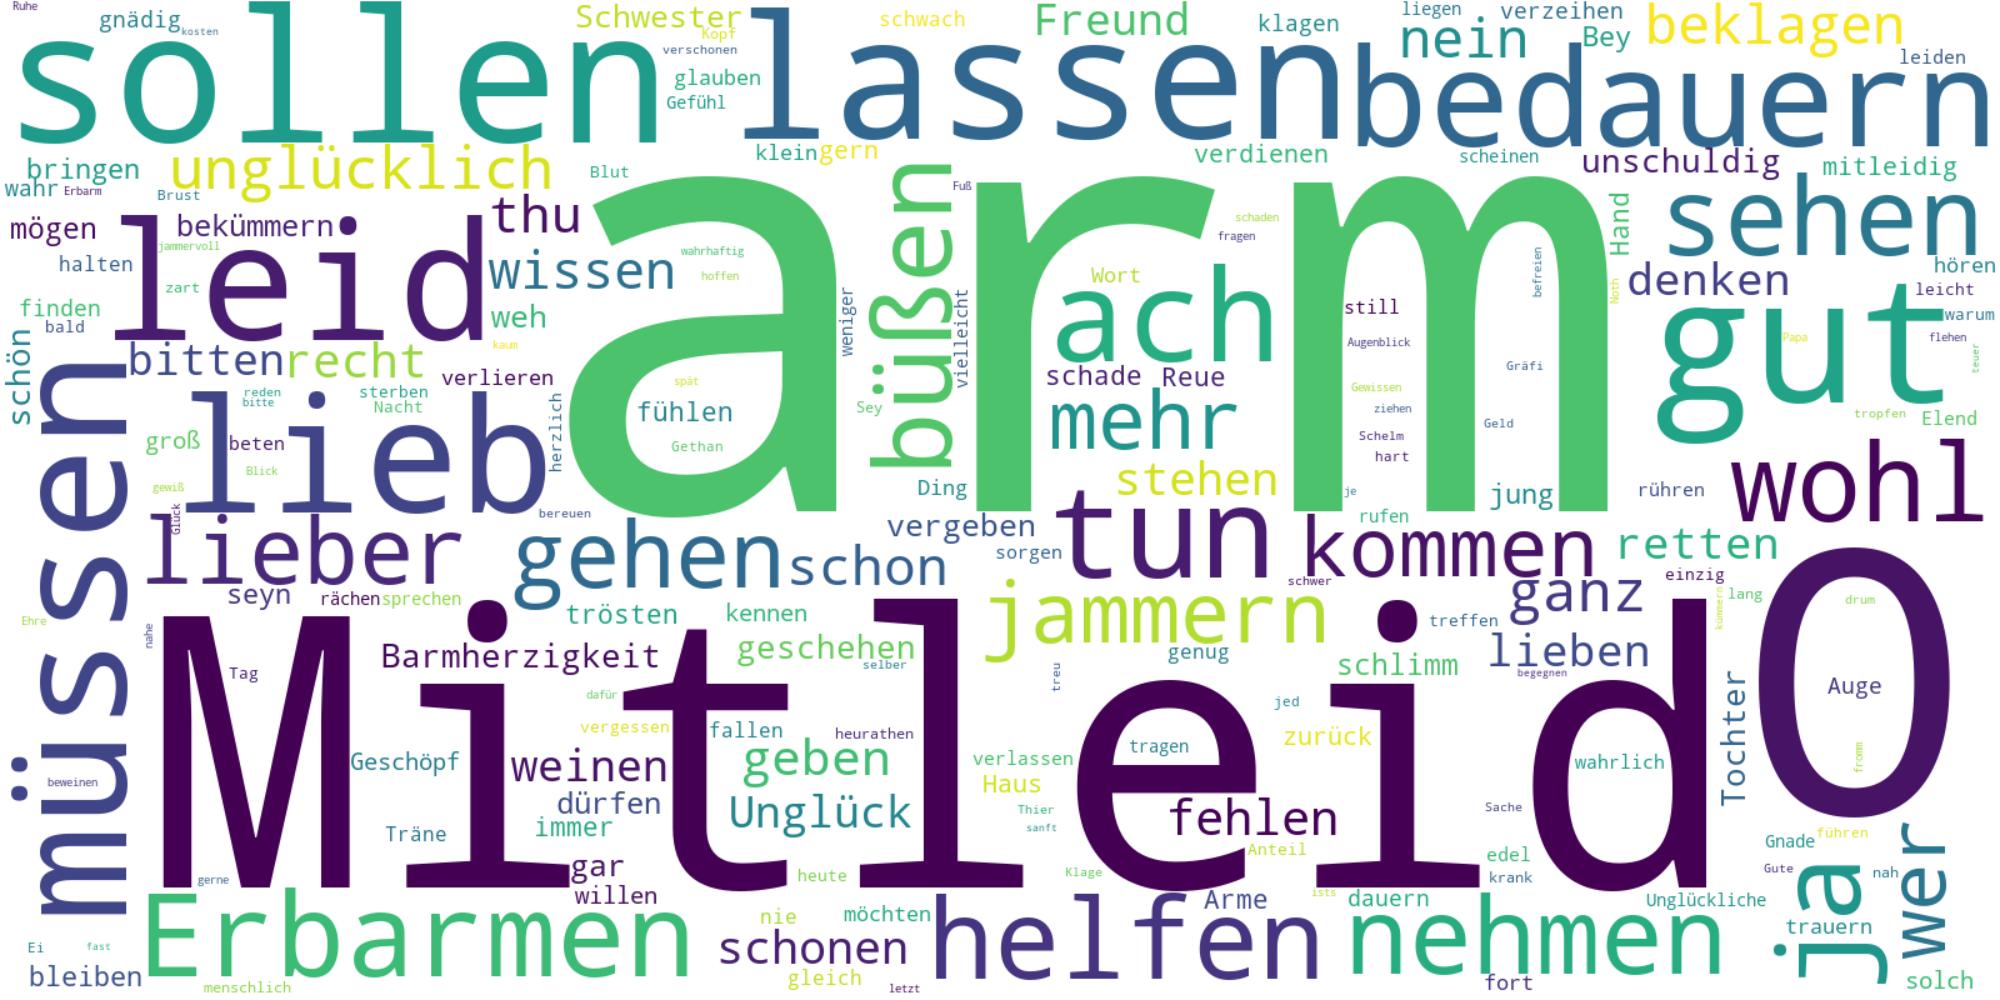 Ruhe
gnädig
kosten
Schwester
Kopf
verschonen
schwach
Freund
klagen
liegen
verzeihen
nein
Bey
beklagen
leiden
sollen
glauben
Gefühl
lassen
bedauern
bringen
unglücklich
Blut
klein
gern
verdienen
scheinen
unschuldig
mitleidig
wahr
Erbarm
Brust
Fuß
mögen
bekümmern
thu
leid
jammervoll
halten
zart
wissen
wahrhaftig
hoffen
arm
büßen
schaden
fragen
Hand
sehen
finden
bald
weh
kaum
weniger
vielleicht
Wort
ach
still
befreien
Noth
denken
hören
leicht
warum
schön
bitten
recht
verlieren
schade
Reue
Augenblick
Gräfi
gut
Papa
flehen
teuer
reden
bitte
sterben
Nacht
spät
fühlen
Sey
mehr
Gewissen
ziehen
Geld
tropfen
Elend
groß
beten
Blick
lieb
herzlich
Gethan
Schelm
hart
wohl
müssen
gewiß
Glück
bereuen
Ding
stehen
je
jung
rühren
lieber
gehen
schon
vergeben
sorgen
tun
rufen
kommen
retten
seyn
rächen
sprechen
trösten
kennen
jammern
schwer
ganz
einzig
lang
kümmern
drum
O
Ehre
nahe
Barmherzigkeit
geschehen
selber
genug
treffen
schlimm
lieben
begegnen
Tag
Mitleid
dafür
treu
jed
Tochter
Auge
vergessen
fallen
heurathen
tragen
zurück
Geschöpf
weinen
geben
verlassen
wahrlich
fromm
beweinen
dürfen
Unglück
Haus
Thier
sanft
fehlen
Sache
Träne
immer
Anteil
edel
Gnade
führen
gar
heute
Klage
krank
Gute
nah
gerne
willen
Arme
ists
dauern
Unglückliche
ja
wer
Erbarmen
nie
möchten
helfen
nehmen
trauern
Ei
fast
schonen
bleiben
menschlich
gleich
letzt
fort
solch